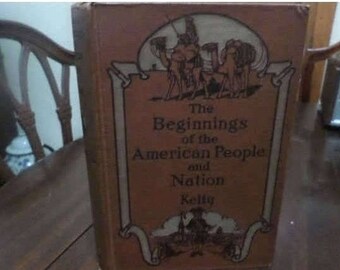 The
Beginnings
of the
American People
and
Nation
Kelty